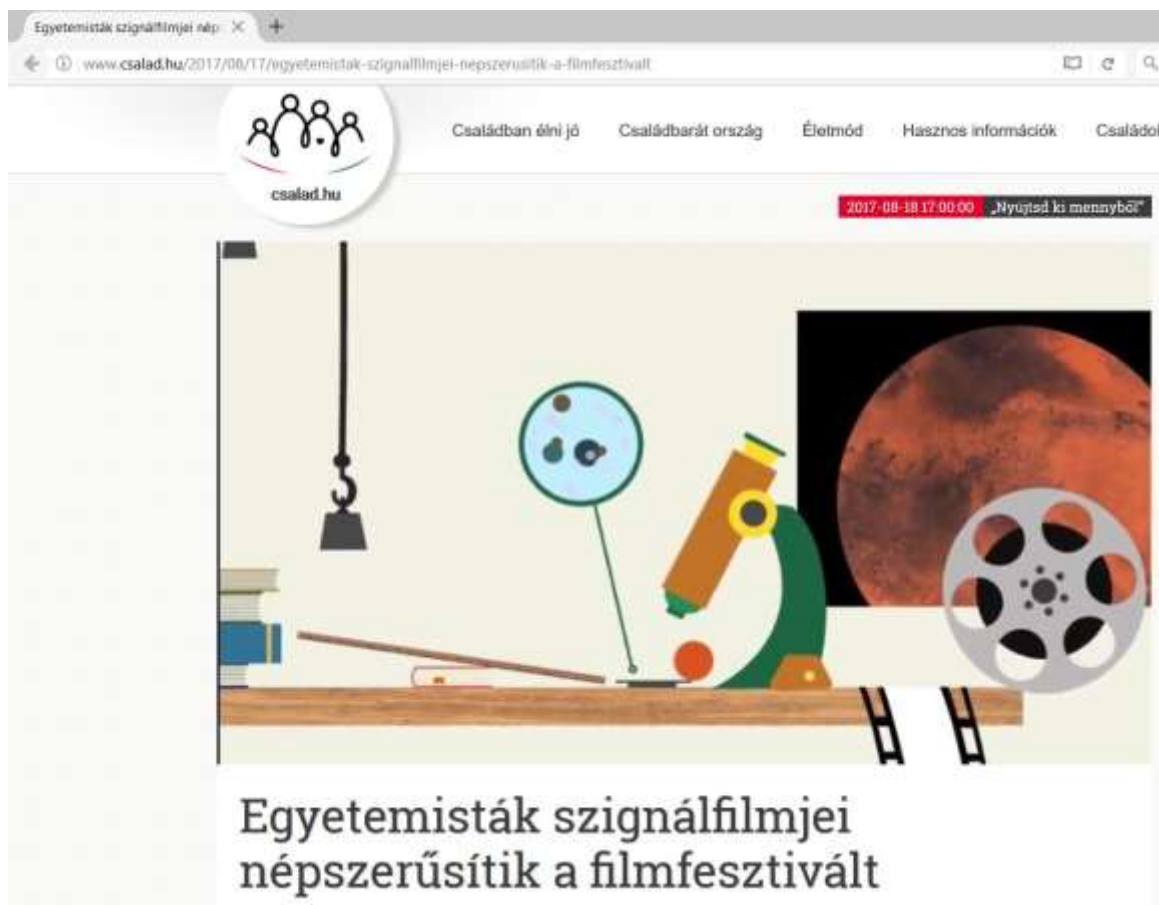 Egyetemisták szignálfilmjei nép
www.csalad.hu/2017/08/17/egyetemistak-szignalfilmjei-nepszerusitik-a-filmfesztivalt
Családban élni jó Családbarát ország Életmód Hasznos információk Családok
csalad.hu
2017-08-18 17:00:00 „Nyújtsd ki mennyből”
Egyetemisták szignálfilmjei
népszerűsítik a filmfesztivált